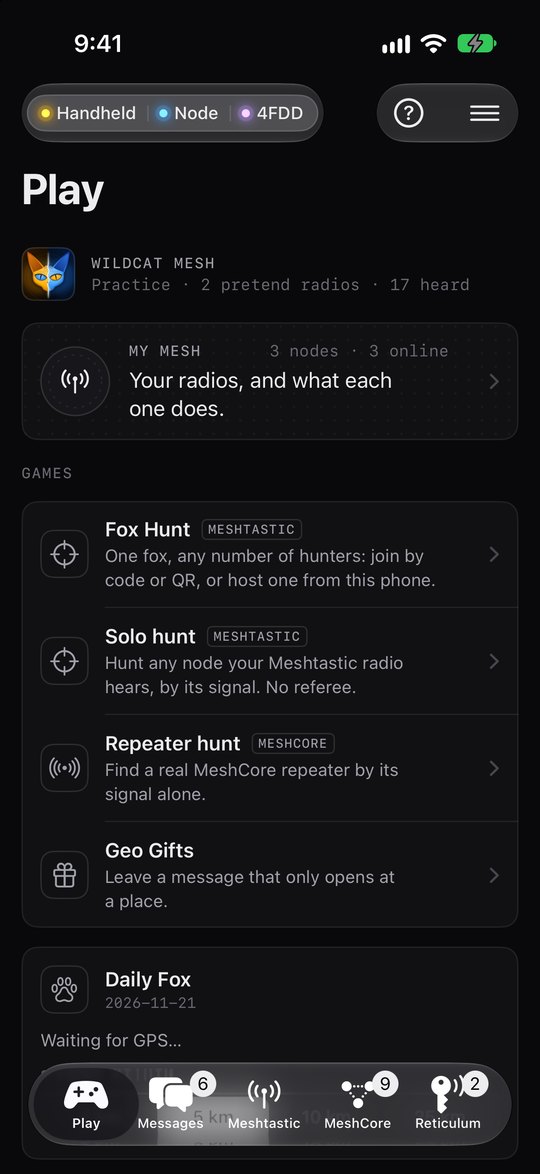 9:41
Handheld
Node
4FDD
?
Play
WILDCAT MESH
Practice · 2 pretend radios · 17 heard
MY MESH
3 nodes · 3 online
Your radios, and what each
one does.
GAMES
Fox Hunt MESHTASTIC
One fox, any number of hunters: join by
code or QR, or host one from this phone.
Solo hunt MESHTASTIC
Hunt any node your Meshtastic radio
hears, by its signal. No referee.
Repeater hunt MESHCORE
Find a real MeshCore repeater by its
signal alone.
Geo Gifts
Leave a message that only opens at
a place.
Daily Fox
2026-11-21
Waiting for GPS...
6
9
2
Play
Messages
Meshtastic
MeshCore
Reticulum
5 km